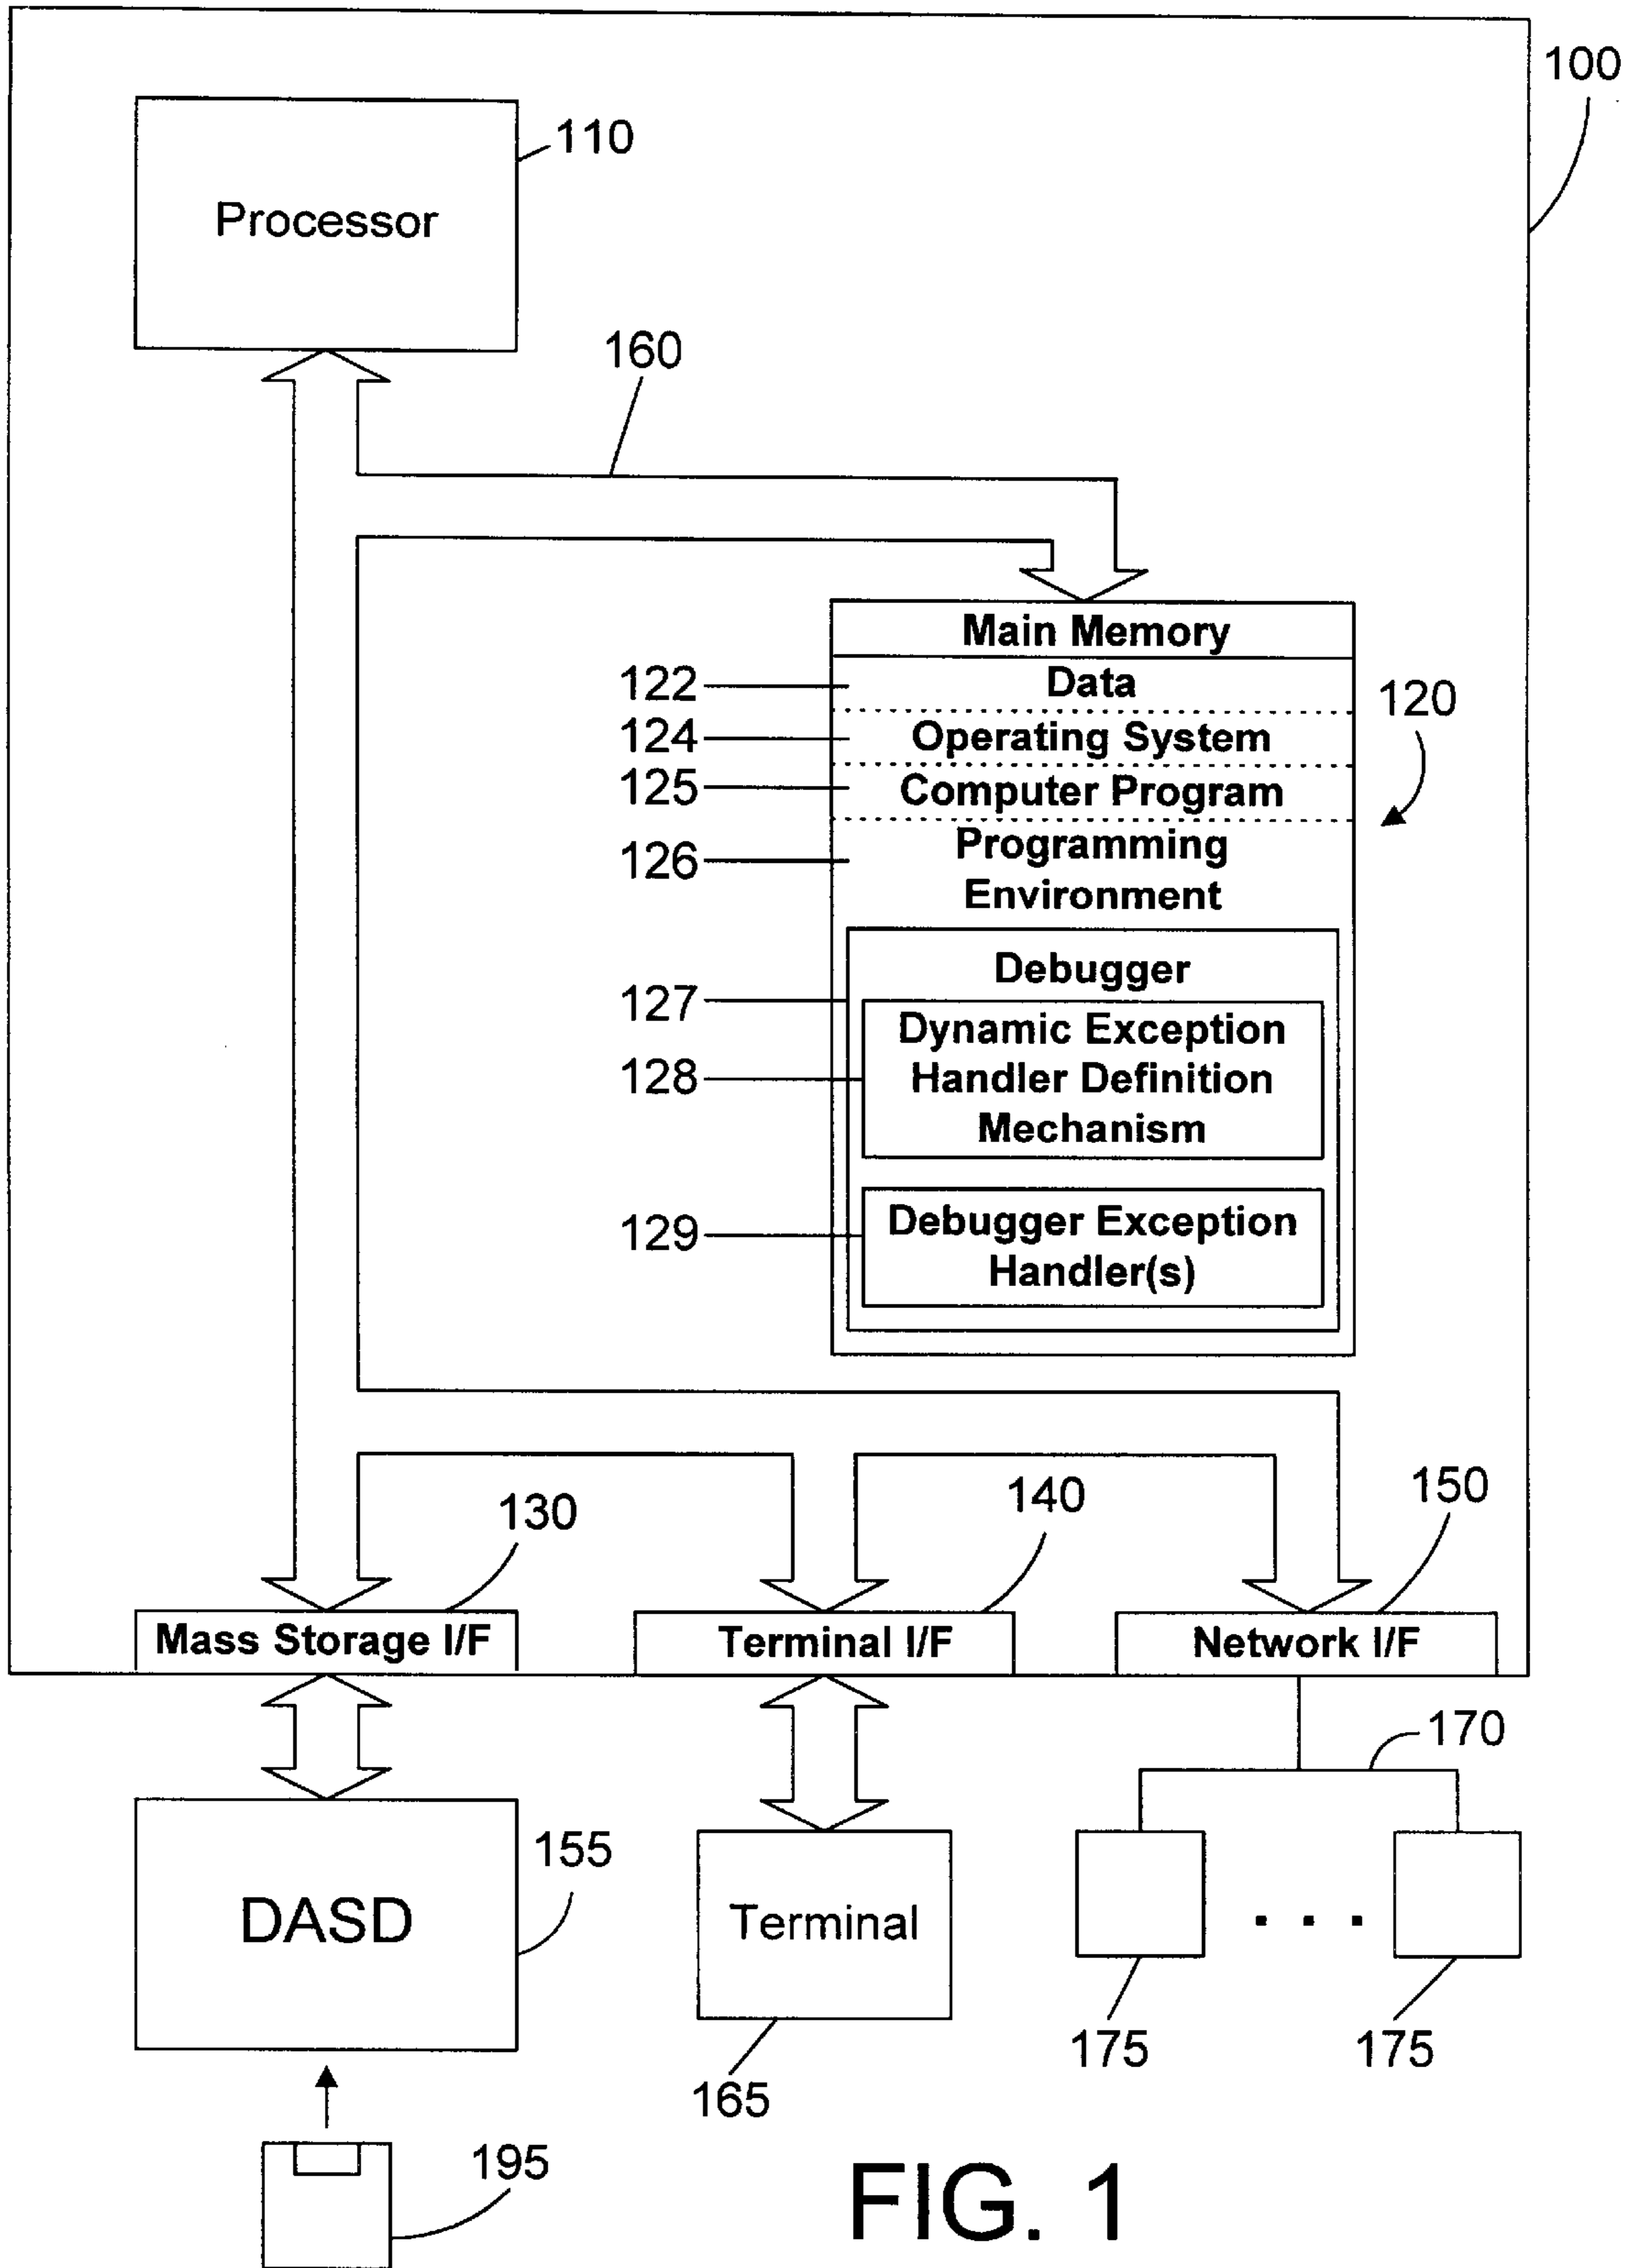 100
110
Processor
160
Main Memory
122
Data
120
124
Operating System
125
Computer Program
126
Programming
Environment
Debugger
127
Dynamic Exception
128
Handler Definition
Mechanism
129
Debugger Exception
Handler(s)
130
140
150
Mass Storage I/F
Terminal I/F
Network I/F
170
155
DASD
Terminal
. . .
175
175
165
195
FIG. 1